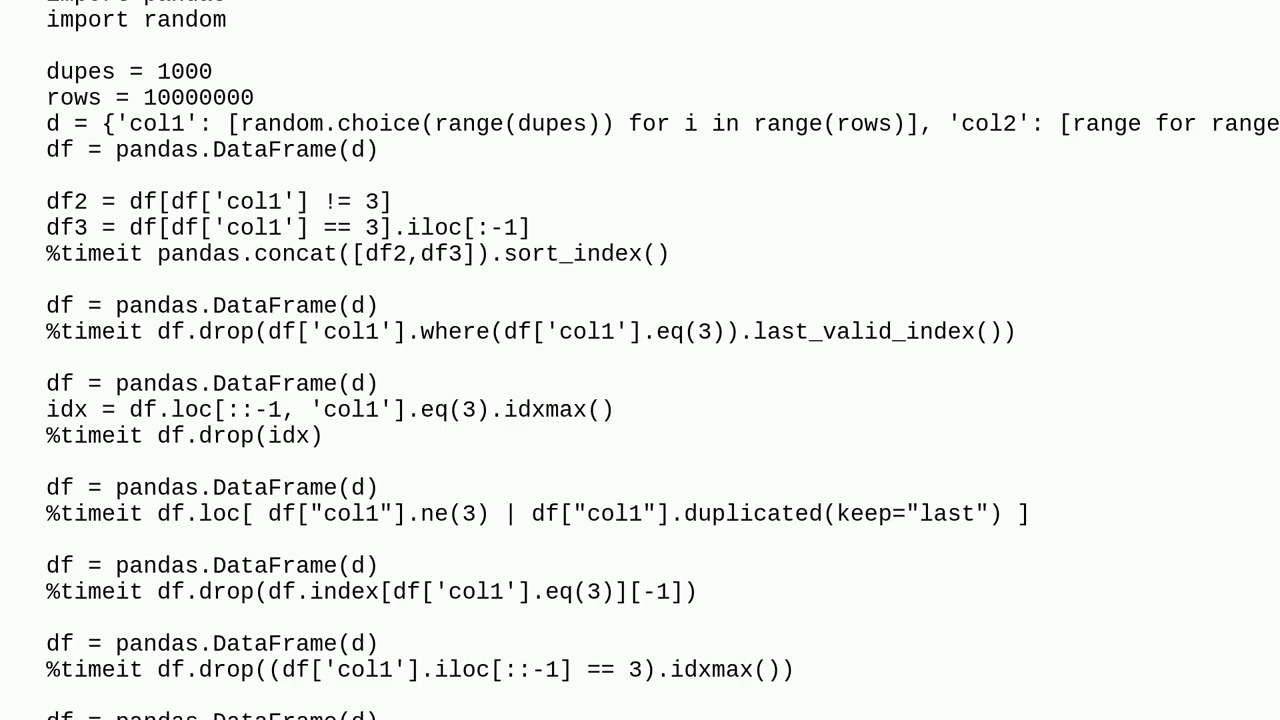 import pandas
import random
dupes = 1000
rows = 10000000
d = {'col1': [random.choice(range(dupes)) for i in range(rows)], 'col2': [range for range
df = pandas.DataFrame(d)
df2 = df[df['col1'] != 3]
df3 = df[df['col1'] == 3].iloc[:-1]
%timeit pandas.concat([df2,df3]).sort_index()
df = pandas.DataFrame(d)
%timeit df.drop(df['col1'].where(df['col1'].eq(3)).last_valid_index())
df = pandas.DataFrame(d)
idx = df.loc[::-1, 'col1'].eq(3).idxmax()
%timeit df.drop(idx)
df = pandas.DataFrame(d)
%timeit df.loc[ df["col1"].ne(3) | df["col1"].duplicated(keep="last") ]
df = pandas.DataFrame(d)
%timeit df.drop(df.index[df['col1'].eq(3)][-1])
df = pandas.DataFrame(d)
%timeit df.drop((df['col1'].iloc[::-1] == 3).idxmax())
df = pandas.DataFrame(d)